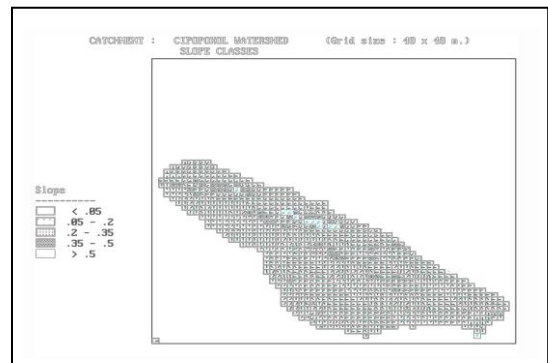 CATCHMENT : CIPOPOKOL WATERSHED (Grid size : 40 x 40 m.)
SLOPE CLASSES
Slope
< .05
.05 - .2
.2 - .35
.35 - .5
> .5